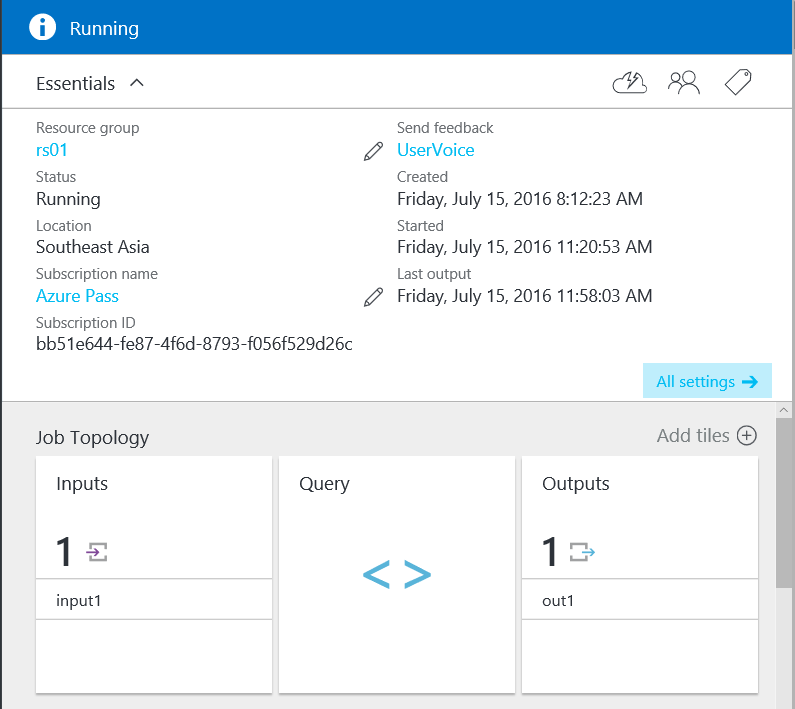 Running
Essentials
Resource group
rs01
Status
Running
Location
Southeast Asia
Subscription name
Azure Pass
Subscription ID
bb51e644-fe87-4f6d-8793-f056f529d26c
Send feedback
UserVoice
Created
Friday, July 15, 2016 8:12:23 AM
Started
Friday, July 15, 2016 11:20:53 AM
Last output
Friday, July 15, 2016 11:58:03 AM
All settings
Job Topology
Add tiles
Inputs
1
input1
Query
< >
Outputs
1
out1